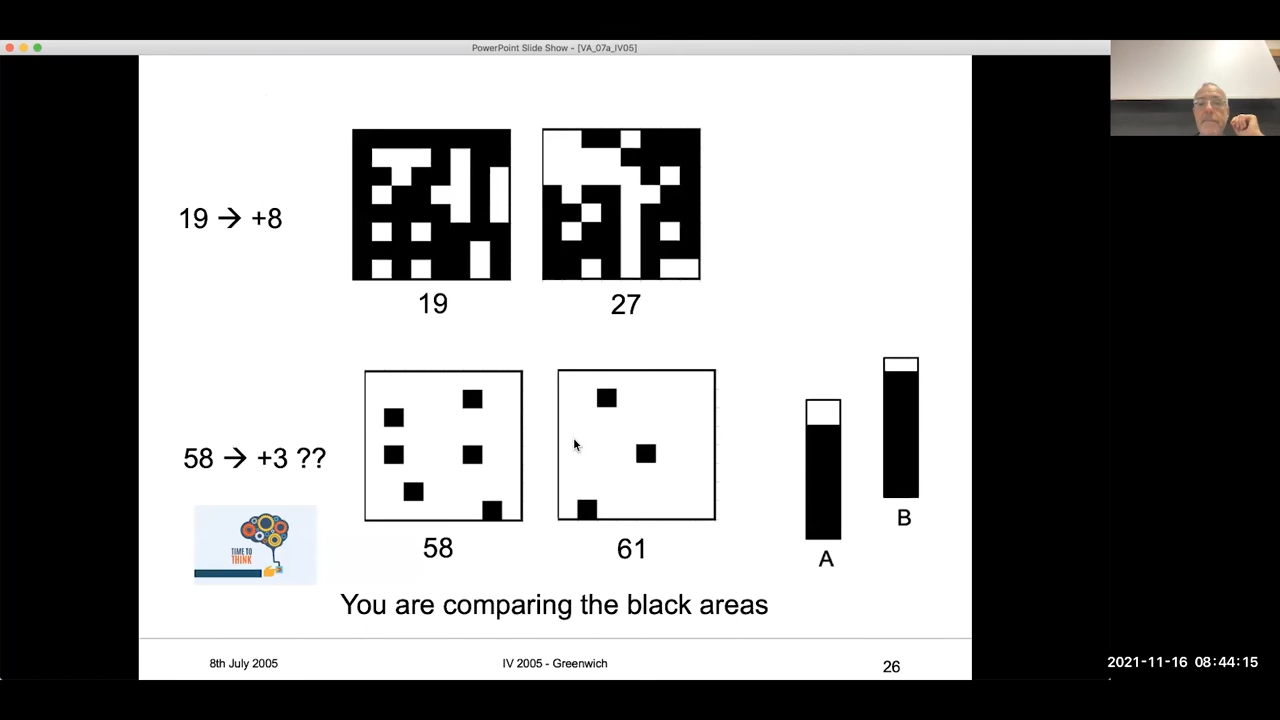 PowerPoint Slide Show - [VA_07a_IV05]
19 → +8
19
27
58 → +3 ??
58
61
A
B
TIME TO
THINK
You are comparing the black areas
8th July 2005
IV 2005 - Greenwich
26
2021-11-16 08:44:15